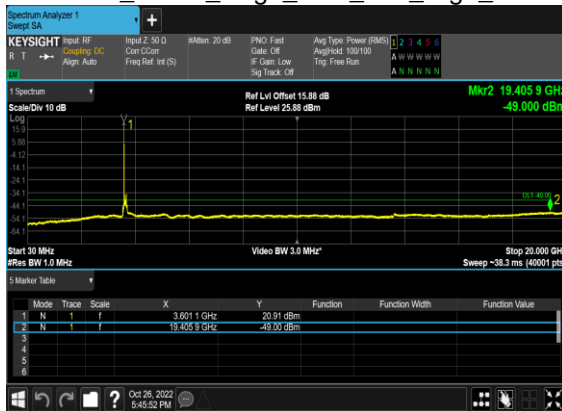 Spectrum Analyzer 1
Swept SA
+
KEYSIGHT Input: RF Input Z: 50 Ω #Atten: 20 dB PNO: Fast Avg Type: Power (RMS) 1 2 3 4 5 6
R T Coupling: DC Corr CCorr Gate: Off Avg|Hold: 100/100 A W W W W W
Align: Auto Freq Ref: Int (S) IF Gain: Low Trig: Free Run
Sig Track: Off A N N N N N
1 Spectrum Ref Lvl Offset 15.88 dB Mkr2 19.405 9 GHz
Scale/Div 10 dB Ref Level 25.88 dBm -49.000 dBm
Log
15.9
5.88
-4.12
-14.1
-24.1
-34.1
-44.1
-54.1
-64.1
1
DL1 -40.00
2
Start 30 MHz Video BW 3.0 MHz* Stop 20.000 GH
#Res BW 1.0 MHz Sweep ~38.3 ms (40001 pts
5 Marker Table
Mode Trace Scale X Y Function Function Width Function Value
1 N 1 f 3.601 1 GHz 20.91 dBm
2 N 1 f 19.405 9 GHz -49.00 dBm
3
4
5
6
? Oct 26, 2022
5:45:52 PM